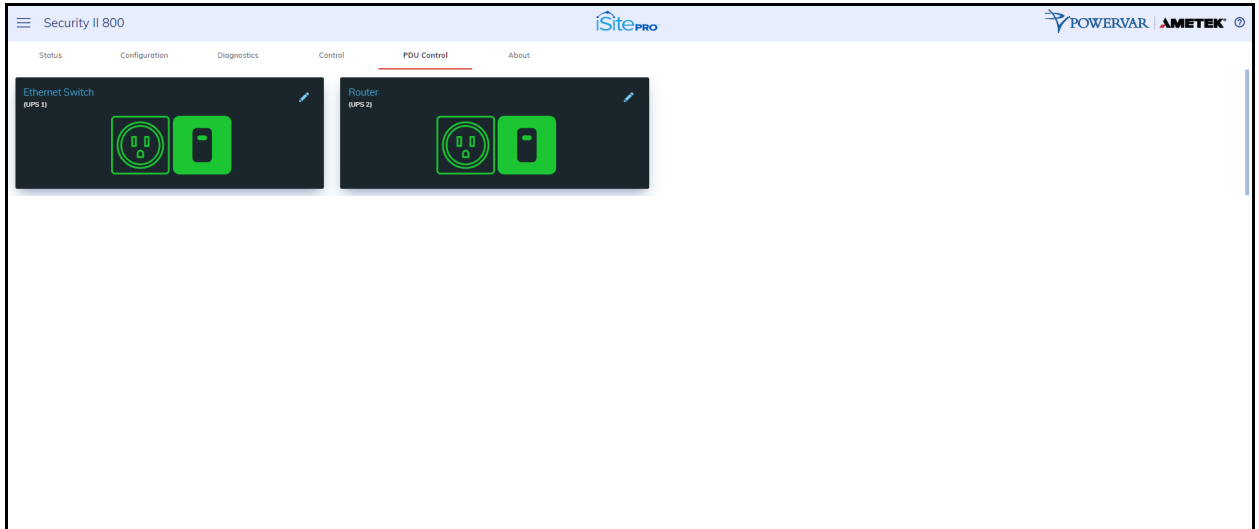 Security II 800
iSitePRO
POWERVAR | AMETEK®
Status Configuration Diagnostics Control PDU Control About
Ethernet Switch
(UPS 1)
Router
(UPS 2)